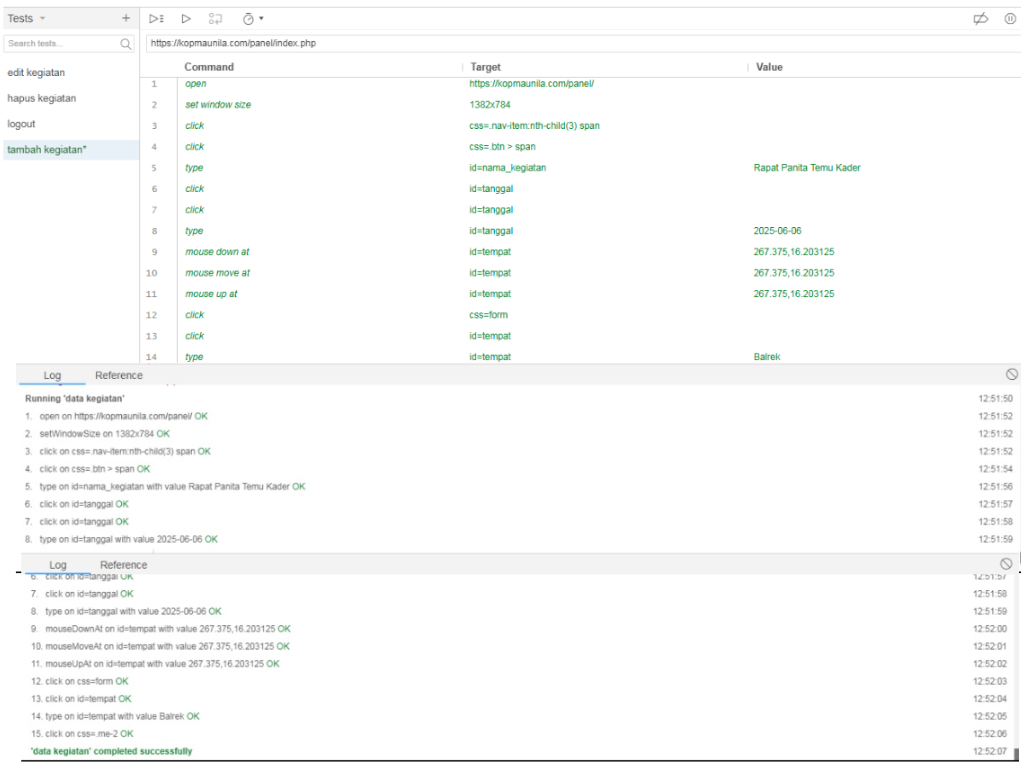 Tests
Search tests...
edit kegiatan
hapus kegiatan
logout
tambah kegiatan*
https://kopmaunila.com/panel/index.php
Command Target Value
1 open https://kopmaunila.com/panel/
2 set window size 1382x784
3 click css=.nav-item:nth-child(3) span
4 click css=.btn > span
5 type id=nama_kegiatan Rapat Panita Temu Kader
6 click id=tanggal
7 click id=tanggal
8 type id=tanggal 2025-06-06
9 mouse down at id=tempat 267.375,16.203125
10 mouse move at id=tempat 267.375,16.203125
11 mouse up at id=tempat 267.375,16.203125
12 click css=form
13 click id=tempat
14 type id=tempat Balrek
Log Reference
Running 'data kegiatan' 12:51:50
1. open on https://kopmaunila.com/panel/ OK 12:51:52
2. setWindowSize on 1382x784 OK 12:51:52
3. click on css=.nav-item:nth-child(3) span OK 12:51:52
4. click on css=.btn > span OK 12:51:54
5. type on id=nama_kegiatan with value Rapat Panita Temu Kader OK 12:51:56
6. click on id=tanggal OK 12:51:57
7. click on id=tanggal OK 12:51:58
8. type on id=tanggal with value 2025-06-06 OK 12:51:59
Log Reference
6. click on id=tanggal OK 12:51:57
7. click on id=tanggal OK 12:51:58
8. type on id=tanggal with value 2025-06-06 OK 12:51:59
9. mouseDownAt on id=tempat with value 267.375,16.203125 OK 12:52:00
10. mouseMoveAt on id=tempat with value 267.375,16.203125 OK 12:52:01
11. mouseUpAt on id=tempat with value 267.375,16.203125 OK 12:52:02
12. click on css=form OK 12:52:03
13. click on id=tempat OK 12:52:04
14. type on id=tempat with value Balrek OK 12:52:05
15. click on css=.me-2 OK 12:52:06
'data kegiatan' completed successfully 12:52:07